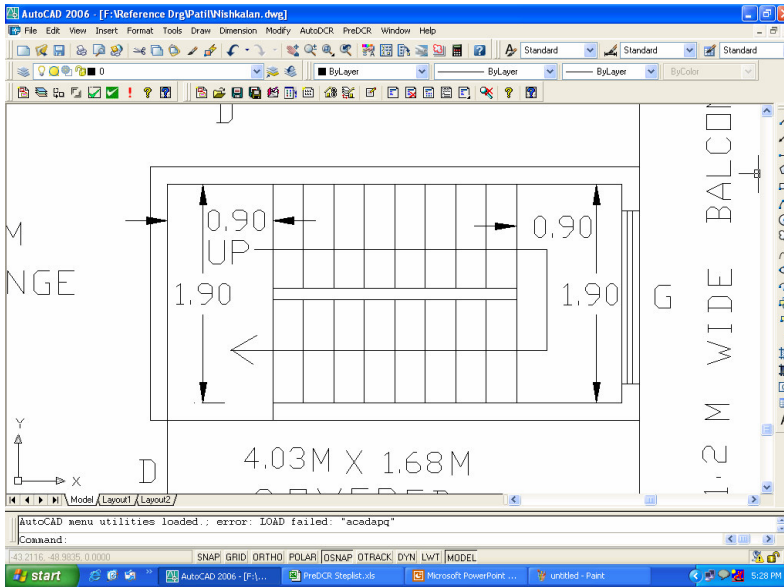 AutoCAD 2006 - [F:\Reference Drg\Patil\Nishkalan.dwg]
File Edit View Insert Format Tools Draw Dimension Modify AutoDCR PreDCR Window Help
Standard Standard Standard
0 ByLayer ByLayer ByLayer ByColor
D
0.90
UP
0.90
M
NGE
1.90
1.90
G
1.2 M WIDE BALCON
4.03M X 1.68M
D
Y
X
Model Layout1 Layout2
AutoCAD menu utilities loaded.; error: LOAD failed: "acadapq"
Command:
-43.2116, -48.9835, 0.0000 SNAP GRID ORTHO POLAR OSNAP OTRACK DYN LWT MODEL
start AutoCAD 2006 - [F:\... PreDCR Steplist.xls Microsoft PowerPoint ... untitled - Paint 5:28 PM